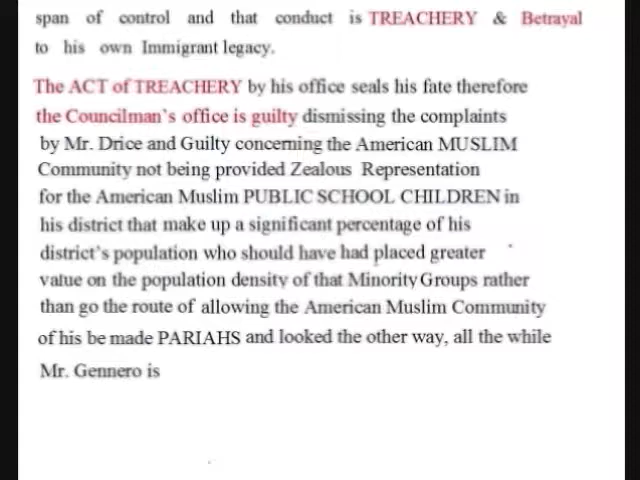 span of control and that conduct is TREACHERY & Betrayal
to his own Immigrant legacy.
The ACT of TREACHERY by his office seals his fate therefore
the Councilman's office is guilty dismissing the complaints
by Mr. Drice and Guilty concerning the American MUSLIM
Community not being provided Zealous Representation
for the American Muslim PUBLIC SCHOOL CHILDREN in
his district that make up a significant percentage of his
district's population who should have had placed greater
value on the population density of that Minority Groups rather
than go the route of allowing the American Muslim Community
of his be made PARIAHS and looked the other way, all the while
Mr. Gennero is